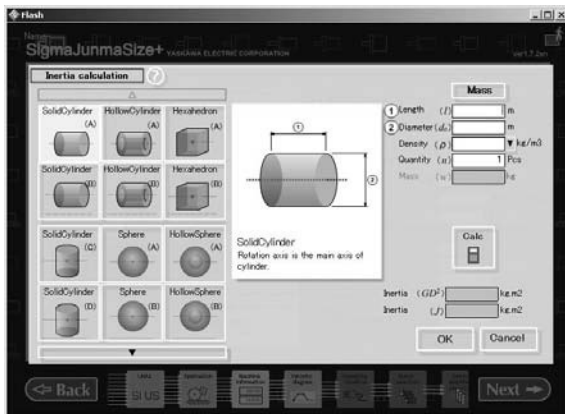 Flash
SigmaJunmaSize+ YASKAWA ELECTRIC CORPORATION
Inertia calculation ?
Mass
SolidCylinder HollowCylinder Hexahedron
(A) (A) (A)
SolidCylinder HollowCylinder Hexahedron
(B) (B) (B)
SolidCylinder Sphere HollowSphere
(C) (A) (A)
SolidCylinder Sphere HollowSphere
(D) (B) (B)
①
②
SolidCylinder
Rotation axis is the main axis of
cylinder.
① Length (l) m
② Diameter (d₀) m
Density (ρ) kg/m3
Quantity (n) 1 Pcs
Mass (w) kg
Calc
Inertia (GD²) kg.m2
Inertia (J) kg.m2
OK Cancel
Back
SI US
Next